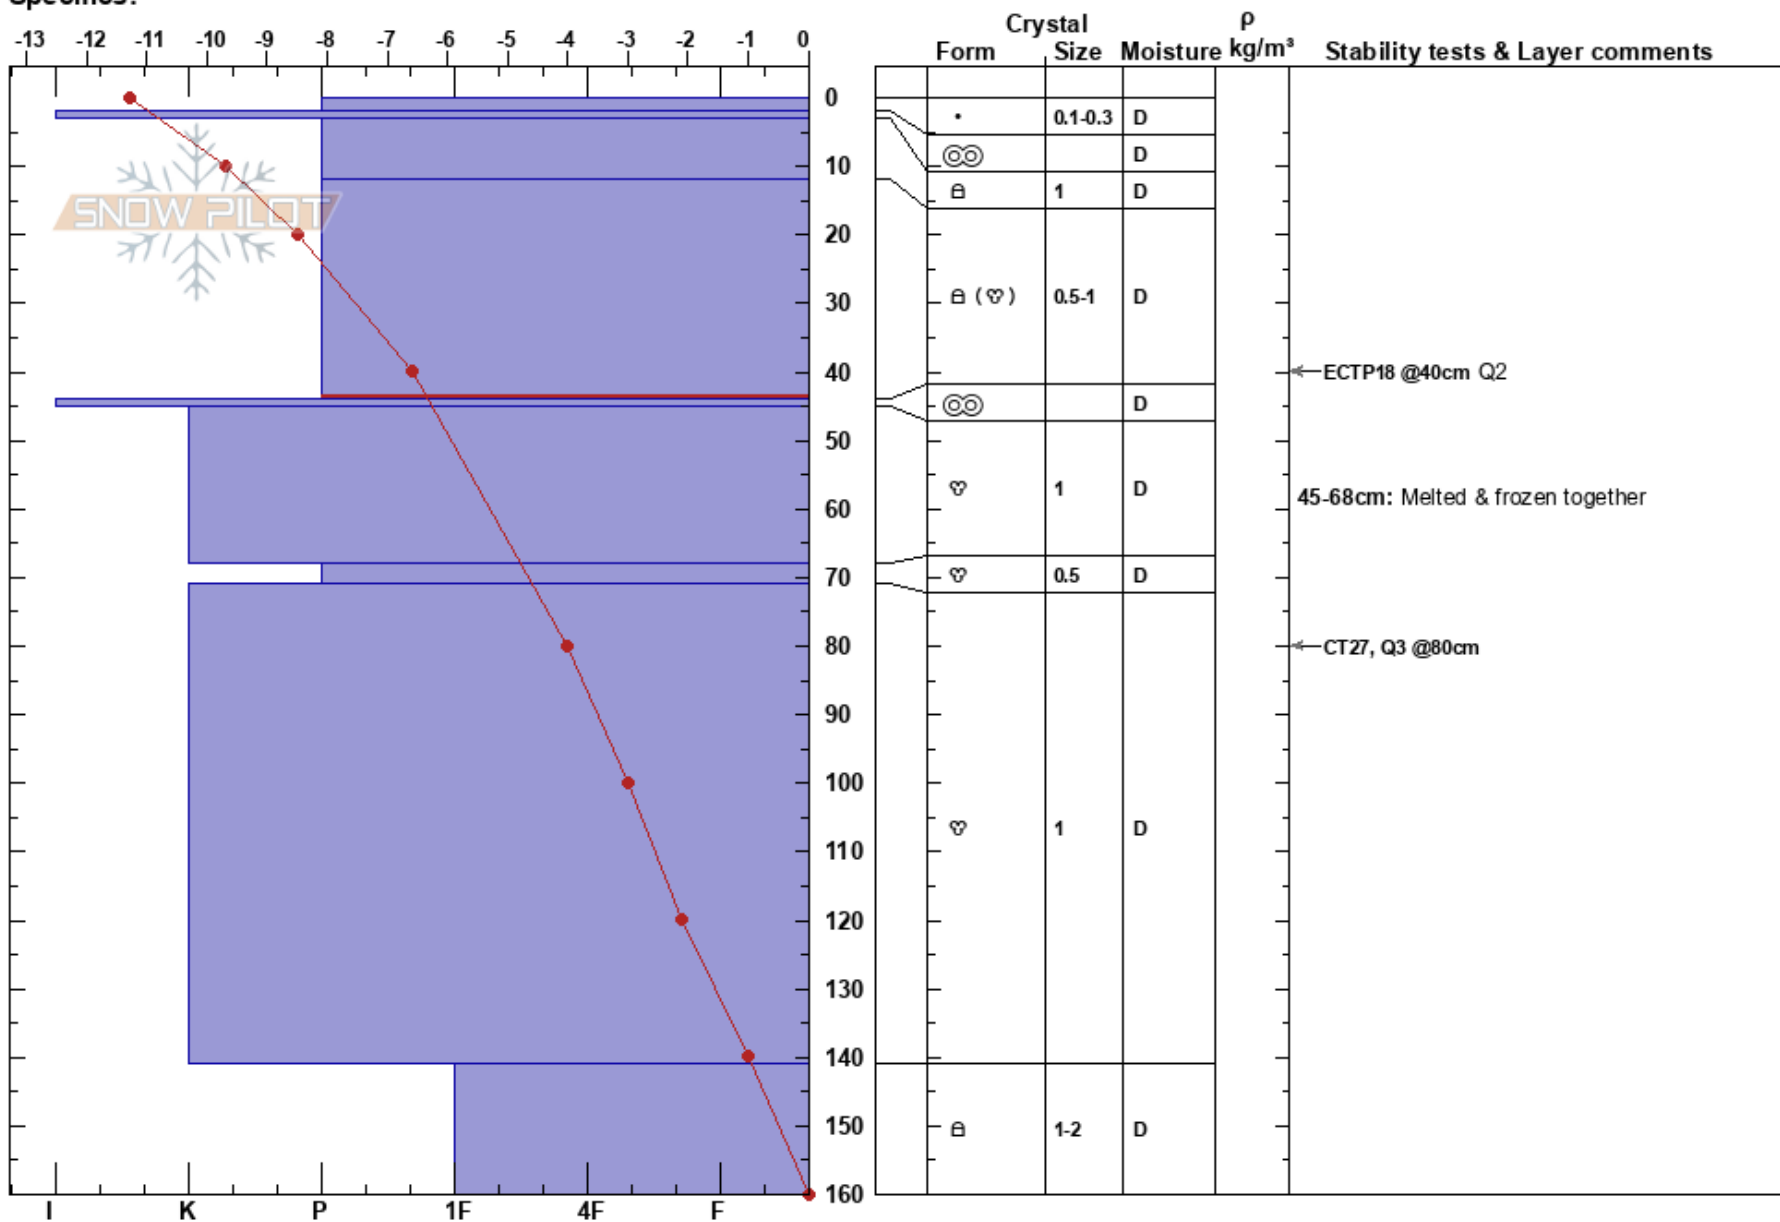 Specifics:
Crystal ρ
Form Size Moisture kg/m³ Stability tests & Layer comments
-13 -12 -11 -10 -9 -8 -7 -6 -5 -4 -3 -2 -1 0
0
0.1-0.3 D
D
10
1 D
SNOW PILOT
20
0.5-1 D
30
40
ECTP18 @40cm Q2
D
50
1 D
45-68cm: Melted & frozen together
60
70
0.5 D
80
CT27, Q3 @80cm
90
100
1 D
110
120
130
140
150
1-2 D
160
I K P 1F 4F F